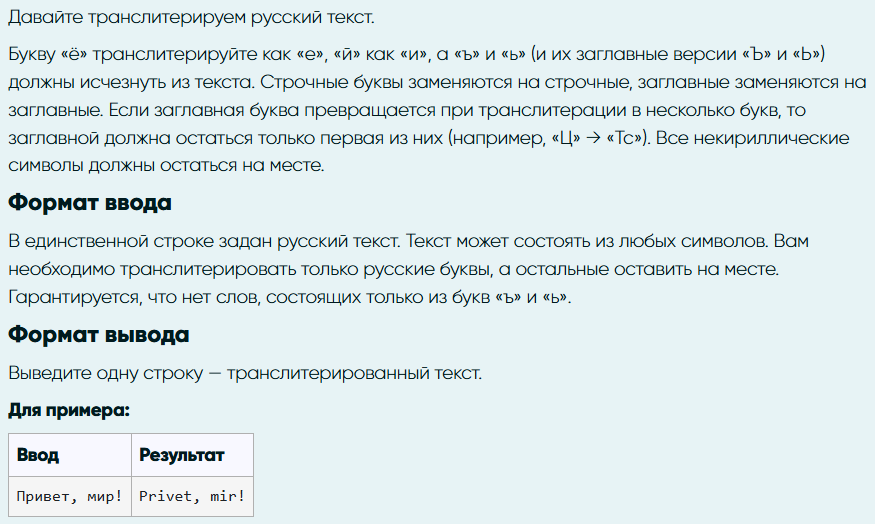 Давайте транслитерируем русский текст.
Букву «ё» транслитерируйте как «е», «й» как «и», а «ъ» и «ь» (и их заглавные версии «Ъ» и «Ь»)
должны исчезнуть из текста. Строчные буквы заменяются на строчные, заглавные заменяются на
заглавные. Если заглавная буква превращается при транслитерации в несколько букв, то
заглавной должна остаться только первая из них (например, «Ц» → «Тс»). Все некириллические
символы должны остаться на месте.
Формат ввода
В единственной строке задан русский текст. Текст может состоять из любых символов. Вам
необходимо транслитерировать только русские буквы, а остальные оставить на месте.
Гарантируется, что нет слов, состоящих только из букв «ъ» и «ь».
Формат вывода
Выведите одну строку — транслитерированный текст.
Для примера:
Ввод Результат
Привет, мир! Privet, mir!